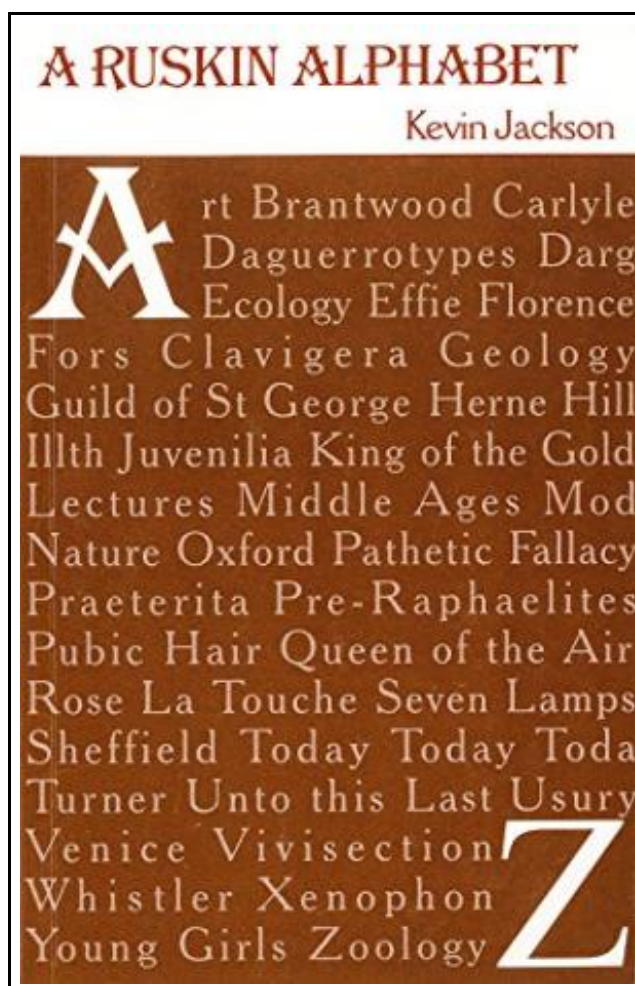 A RUSKIN ALPHABET
Kevin Jackson
Art Brantwood Carlyle
Daguerrotypes Darg
Ecology Effie Florence
Fors Clavigera Geology
Guild of St George Herne Hill
Illth Juvenilia King of the Gold
Lectures Middle Ages Mod
Nature Oxford Pathetic Fallacy
Praeterita Pre-Raphaelites
Pubic Hair Queen of the Air
Rose La Touche Seven Lamps
Sheffield Today Today Toda
Turner Unto this Last Usury
Venice Vivisection
Whistler Xenophon
Young Girls Zoology Z